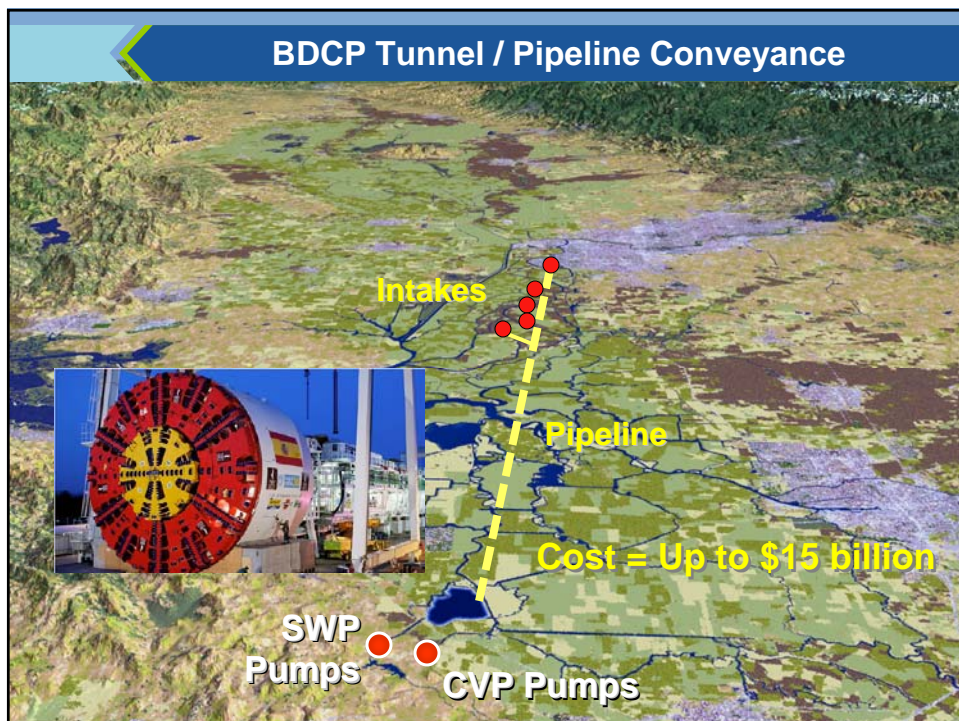 BDCP Tunnel / Pipeline Conveyance
Intakes
Pipeline
Cost = Up to $15 billion
SWP
Pumps
CVP Pumps